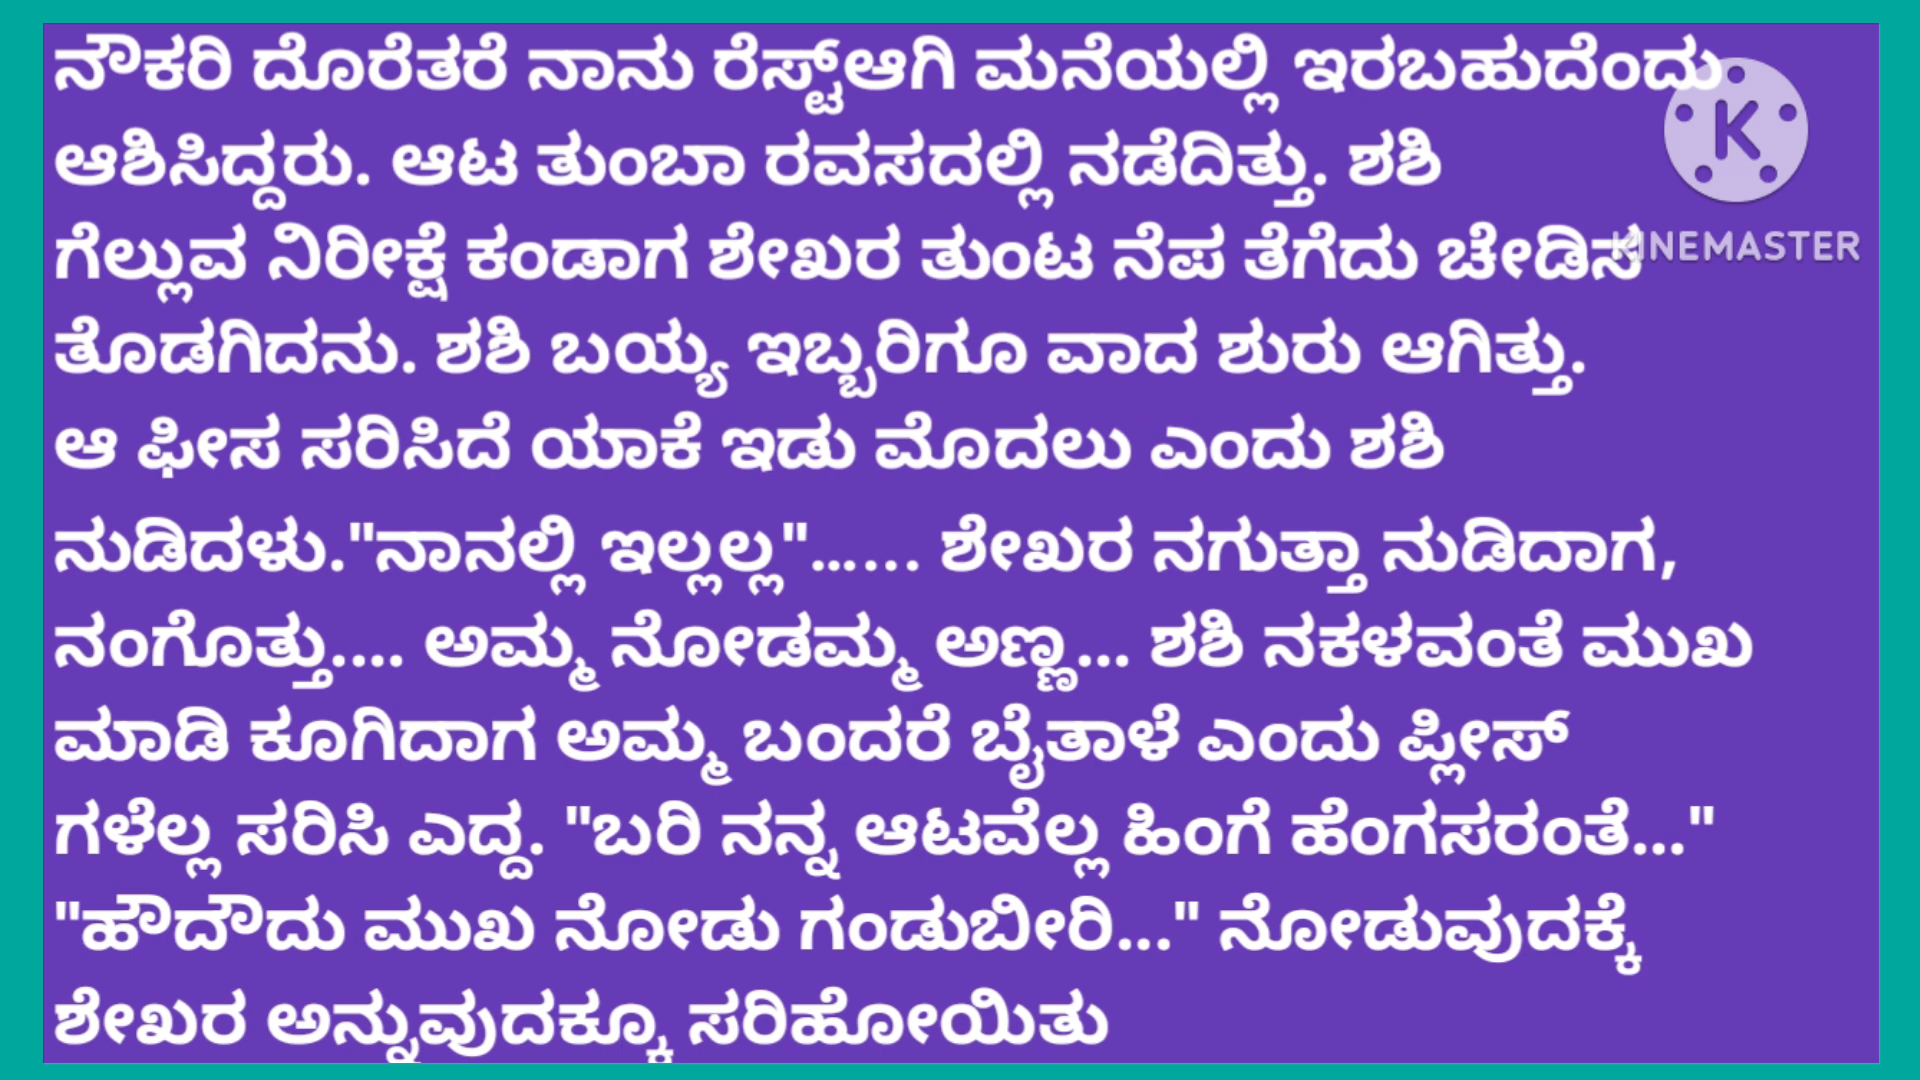 ನೌಕರಿ ದೊರೆತರೆ ನಾನು ರೆಸ್ಟ್‌ಆಗಿ ಮನೆಯಲ್ಲಿ ಇರಬಹುದೆಂದು
ಆಶಿಸಿದ್ದರು. ಆಟ ತುಂಬಾ ರವಸದಲ್ಲಿ ನಡೆದಿತ್ತು. ಶಶಿ
ಗೆಲ್ಲುವ ನಿರೀಕ್ಷೆ ಕಂಡಾಗ ಶೇಖರ ತುಂಟ ನೆಪ ತೆಗೆದು ಚೇಡಿಸ
ತೊಡಗಿದನು. ಶಶಿ ಬಯ್ಯ ಇಬ್ಬರಿಗೂ ವಾದ ಶುರು ಆಗಿತ್ತು.
ಆ ಫೀಸ ಸರಿಸಿದೆ ಯಾಕೆ ಇಡು ಮೊದಲು ಎಂದು ಶಶಿ
ನುಡಿದಳು."ನಾನಲ್ಲಿ ಇಲ್ಲಲ್ಲ"...... ಶೇಖರ ನಗುತ್ತಾ ನುಡಿದಾಗ,
ನಂಗೊತ್ತು.... ಅಮ್ಮ ನೋಡಮ್ಮ ಅಣ್ಣ... ಶಶಿ ನಕಳವಂತೆ ಮುಖ
ಮಾಡಿ ಕೂಗಿದಾಗ ಅಮ್ಮ ಬಂದರೆ ಬೈತಾಳೆ ಎಂದು ಪ್ಲೀಸ್
ಗಳೆಲ್ಲ ಸರಿಸಿ ಎದ್ದ. "ಬರಿ ನನ್ನ ಆಟವೆಲ್ಲ ಹಿಂಗೆ ಹೆಂಗಸರಂತೆ..."
"ಹೌದೌದು ಮುಖ ನೋಡು ಗಂಡುಬೀರಿ..." ನೋಡುವುದಕ್ಕೆ
ಶೇಖರ ಅನ್ನುವುದಕ್ಕೂ ಸರಿಹೋಯಿತು
K
KINEMASTER